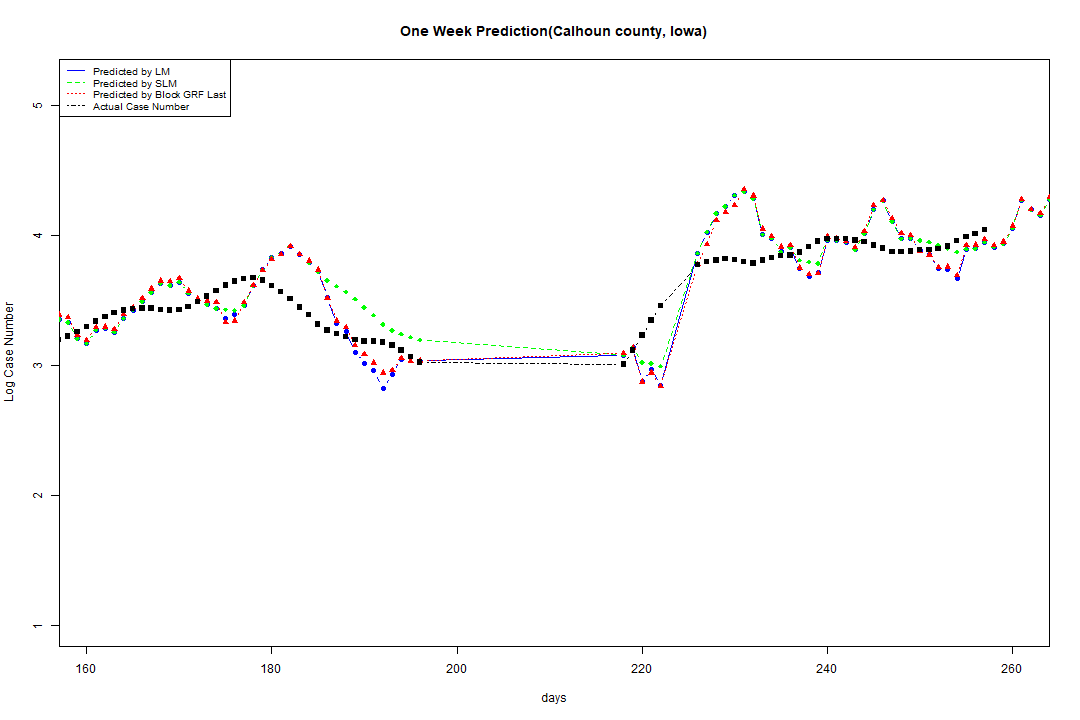 One Week Prediction(Calhoun county, Iowa)
Predicted by LM
Predicted by SLM
Predicted by Block GRF Last
Actual Case Number
5
4
3
2
1
Log Case Number
160 180 200 220 240 260
days